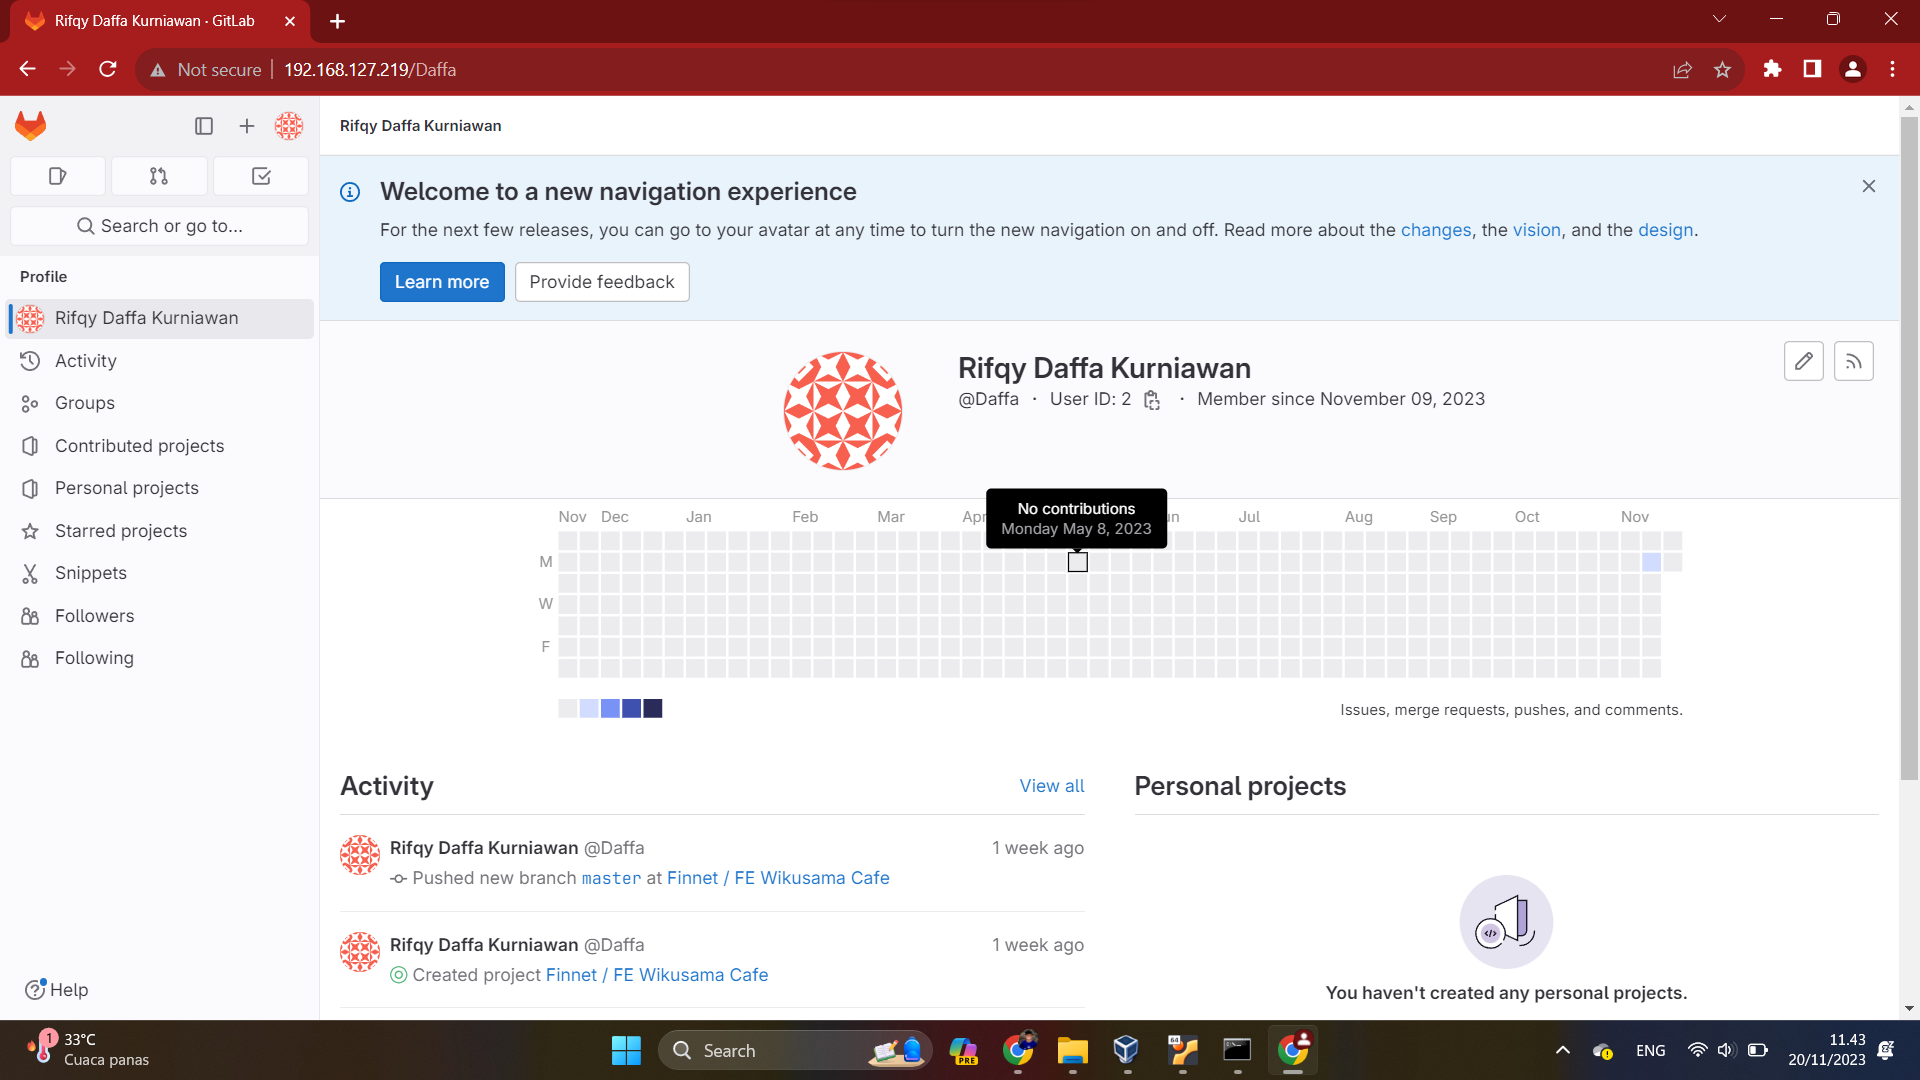 Rifqy Daffa Kurniawan · GitLab
Not secure
192.168.127.219/Daffa
Rifqy Daffa Kurniawan
Search or go to...
Profile
Rifqy Daffa Kurniawan
Activity
Groups
Contributed projects
Personal projects
Starred projects
Snippets
Followers
Following
Help
Welcome to a new navigation experience
For the next few releases, you can go to your avatar at any time to turn the new navigation on and off. Read more about the changes, the vision, and the design.
Learn more
Provide feedback
Rifqy Daffa Kurniawan
@Daffa · User ID: 2 · Member since November 09, 2023
No contributions
Monday May 8, 2023
Nov Dec Jan Feb Mar Apr un Jul Aug Sep Oct Nov
M
W
F
Issues, merge requests, pushes, and comments.
Activity
View all
Rifqy Daffa Kurniawan @Daffa
1 week ago
Pushed new branch master at Finnet / FE Wikusama Cafe
Rifqy Daffa Kurniawan @Daffa
1 week ago
Created project Finnet / FE Wikusama Cafe
Personal projects
You haven't created any personal projects.
1
33°C
Cuaca panas
Search
PRE
64
ENG
11.43
20/11/2023